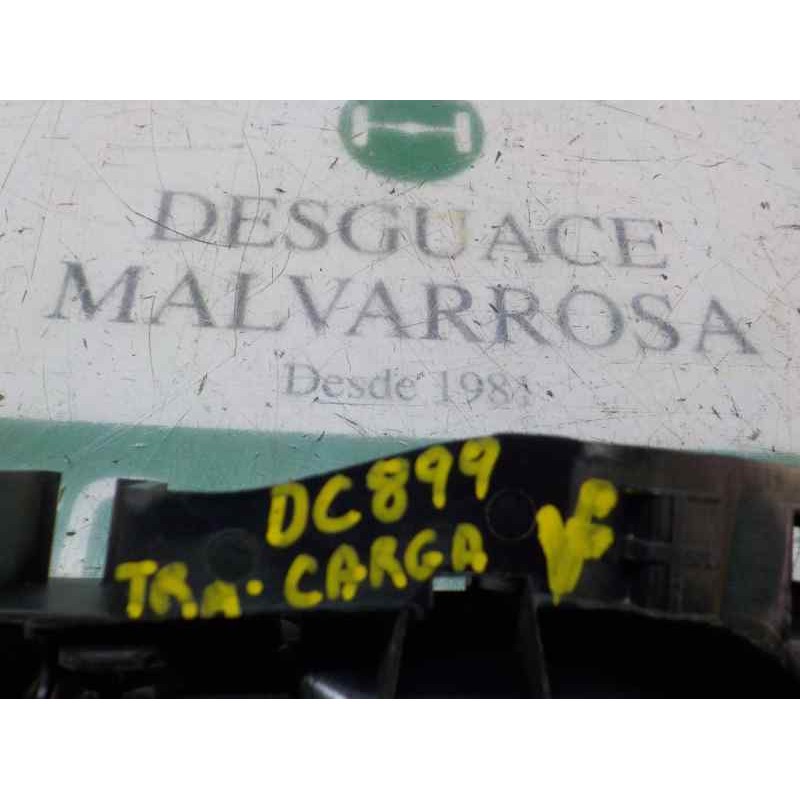 DESGUACE
MALVARROSA
Desde 1981
DC899
TRA. CARGA